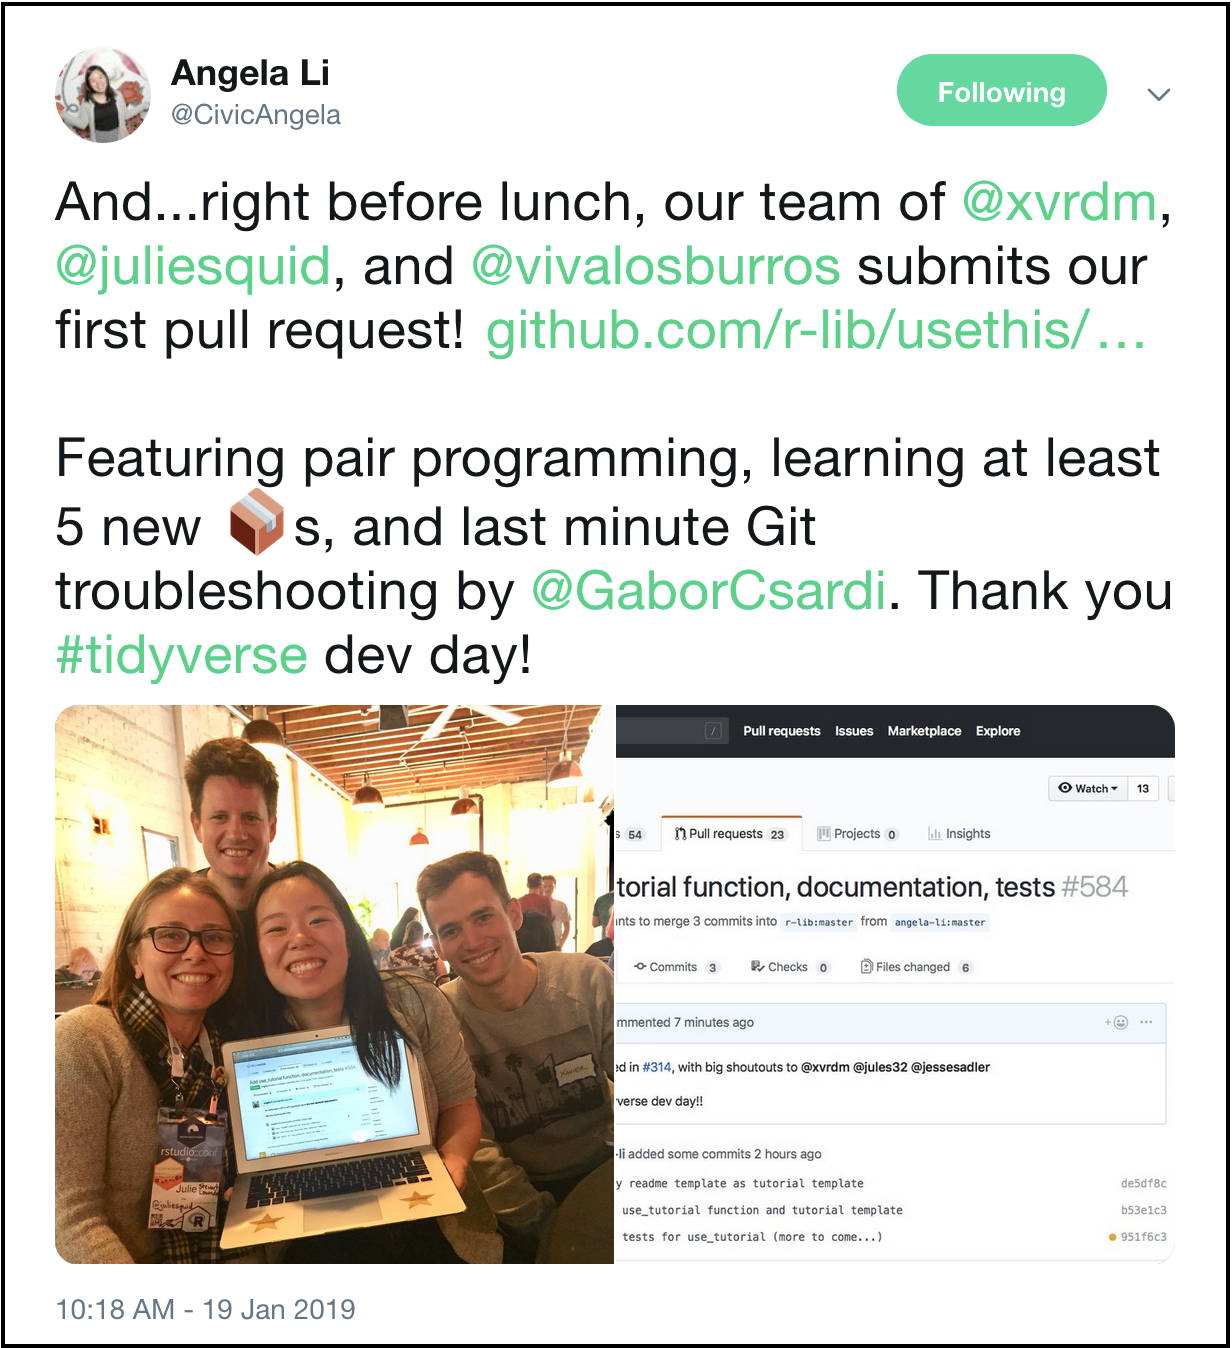 Angela Li
@CivicAngela
Following
And...right before lunch, our team of @xvrdm,
@juliesquid, and @vivalosburros submits our
first pull request! github.com/r-lib/usethis/…
Featuring pair programming, learning at least
5 new 📦s, and last minute Git
troubleshooting by @GaborCsardi. Thank you
#tidyverse dev day!
rstudio::conf
Julie
@juliesquid
R
XAVIER
Add use_tutorial function, documentation, tests #584
/ Pull requests Issues Marketplace Explore
Watch 13
s 54 Pull requests 23 Projects 0 Insights
torial function, documentation, tests #584
nts to merge 3 commits into r-lib:master from angela-li:master
Commits 3 Checks 0 Files changed 6
mmented 7 minutes ago
ed in #314, with big shoutouts to @xvrdm @jules32 @jessesadler
verse dev day!!
-li added some commits 2 hours ago
y readme template as tutorial template de5df8c
use_tutorial function and tutorial template b53e1c3
tests for use_tutorial (more to come...) 951f6c3
10:18 AM - 19 Jan 2019